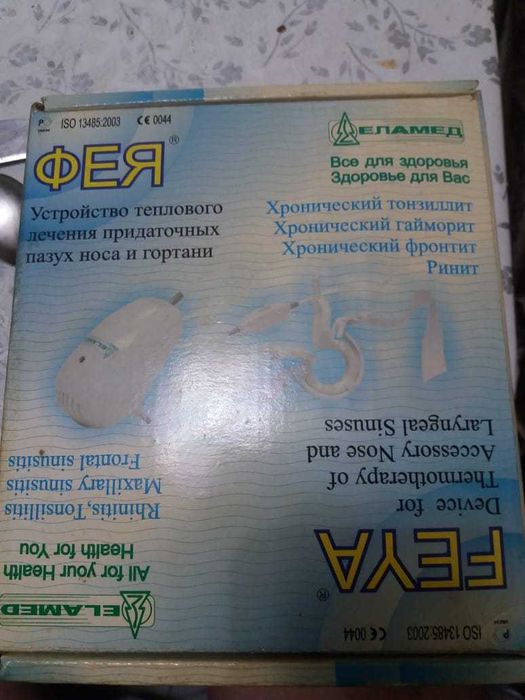 ISO 13485:2003 CE 0044
ФЕЯ®
Устройство теплового
лечения придаточных
пазух носа и гортани
ЕЛАМЕД
Все для здоровья
Здоровье для Вас
Хронический тонзиллит
Хронический гайморит
Хронический фронтит
Ринит
ELAMED
ISO 13485:2003 CE 0044
FEYA®
Device for
Thermotherapy of
Accessory Nose and
Laryngeal Sinuses
ELAMED
All for your Health
Health for You
Rhinitis, Tonsillitis
Maxillary sinusitis
Frontal sinusitis